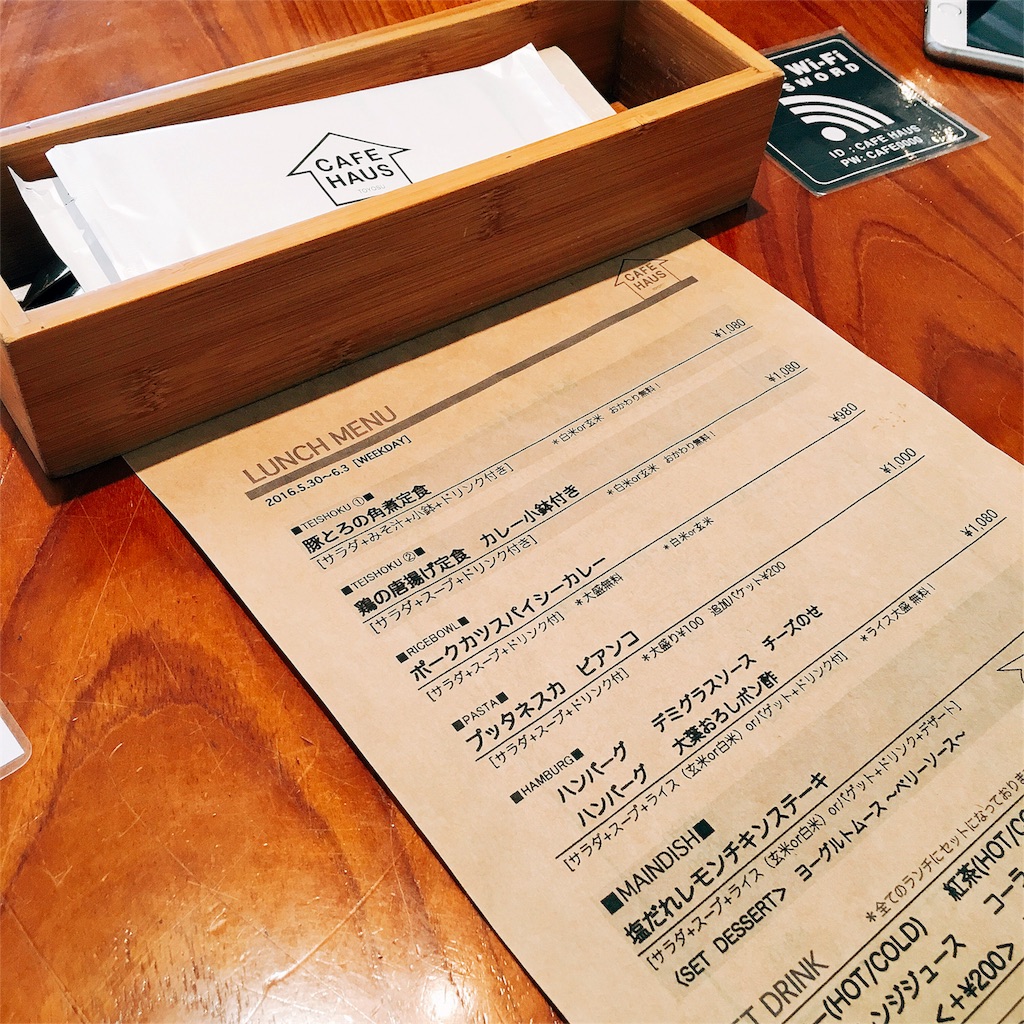 CAFE
HAUS
TOYOSU
Wi-Fi
ID : CAFE HAUS
PW: CAFE0000
CAFE
HAUS
LUNCH MENU
2016.5.30〜6.3 [WEEKDAY]
■TEISHOKU ①■
豚とろの角煮定食 *白米or玄米 おかわり無料! ¥1,080
[サラダ+みそ汁+小鉢+ドリンク付き]
■TEISHOKU ②■
鶏の唐揚げ定食 カレー小鉢付き *白米or玄米 おかわり無料! ¥1,080
[サラダ+スープ+ドリンク付き]
■RICEBOWL■
ポークカツスパイシーカレー *白米or玄米 ¥980
[サラダ+スープ+ドリンク付] *大盛無料
■PASTA■
プッタネスカ ビアンコ ¥1,000
[サラダ+スープ+ドリンク付] *大盛り¥100 追加バケット¥200
■HAMBURG■
ハンバーグ デミグラスソース チーズのせ ¥1,080
ハンバーグ 大葉おろしポン酢
[サラダ+スープ+ライス (玄米or白米) orバゲット+ドリンク付] *ライス大盛 無料!
■MAINDISH■
塩だれレモンチキンステーキ
[サラダ+スープ+ライス (玄米or白米) orバゲット+ドリンク+デザート]
<SET DESSERT> ヨーグルトムース 〜ベリーソース〜
*全てのランチにセットになっておりま
DRINK
(HOT/COLD) 紅茶(HOT/CO
ンジジュース コーラ
<+¥200>